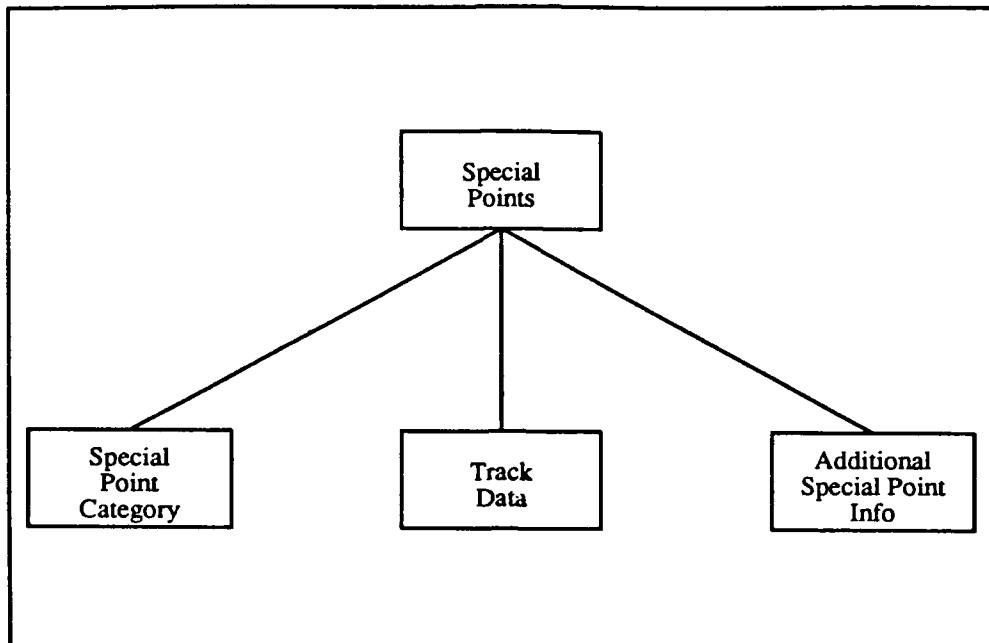 Special
Points
Special
Point
Category
Track
Data
Additional
Special Point
Info